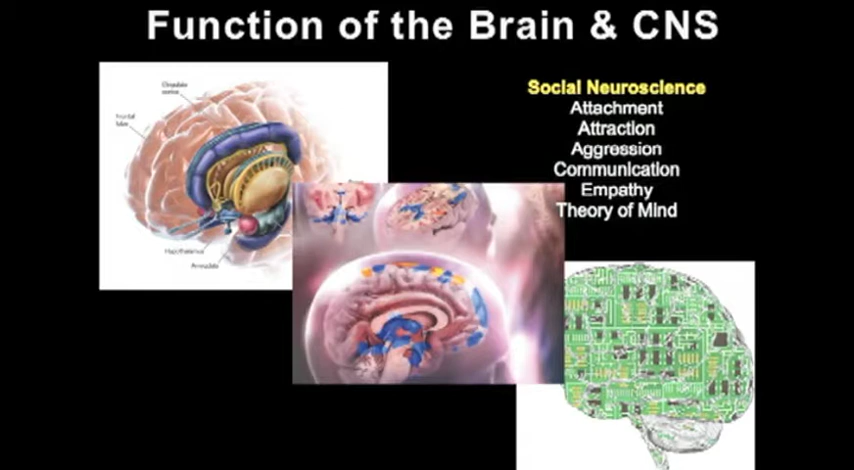 Function of the Brain & CNS
Cingulate
cortex
Frontal
lobe
Hypothalamus
Amygdala
Social Neuroscience
Attachment
Attraction
Aggression
Communication
Empathy
Theory of Mind